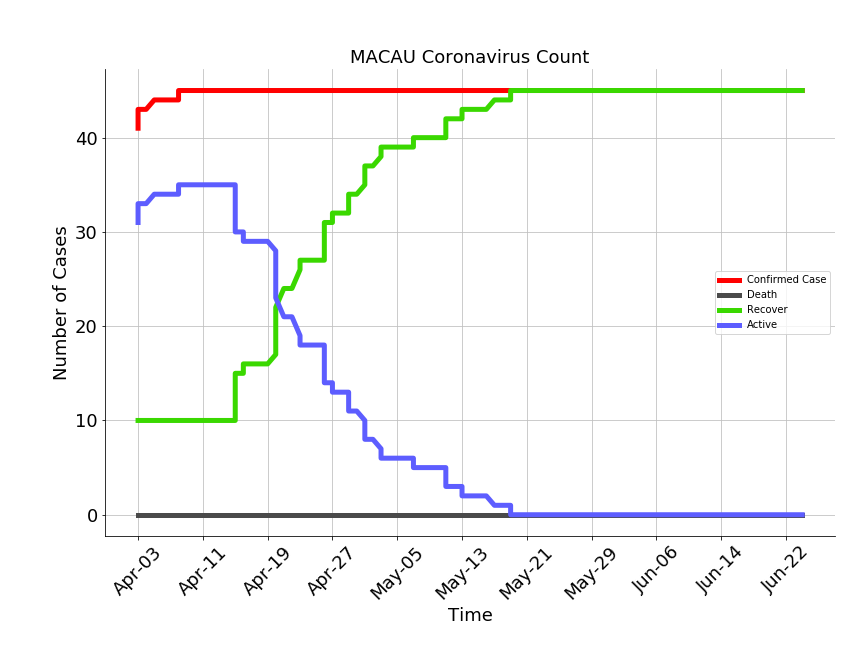 MACAU Coronavirus Count
Number of Cases
40
30
20
10
0
Confirmed Case
Death
Recover
Active
Apr-03
Apr-11
Apr-19
Apr-27
May-05
May-13
May-21
May-29
Jun-06
Jun-14
Jun-22
Time